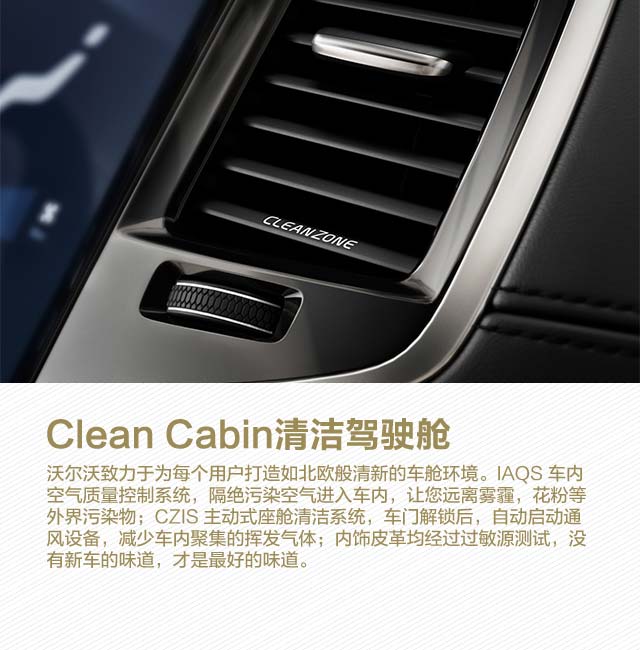 CLEANZONE
Clean Cabin清洁驾驶舱
沃尔沃致力于为每个用户打造如北欧般清新的车舱环境。IAQS 车内
空气质量控制系统，隔绝污染空气进入车内，让您远离雾霾，花粉等
外界污染物；CZIS 主动式座舱清洁系统，车门解锁后，自动启动通
风设备，减少车内聚集的挥发气体；内饰皮革均经过过敏源测试，没
有新车的味道，才是最好的味道。